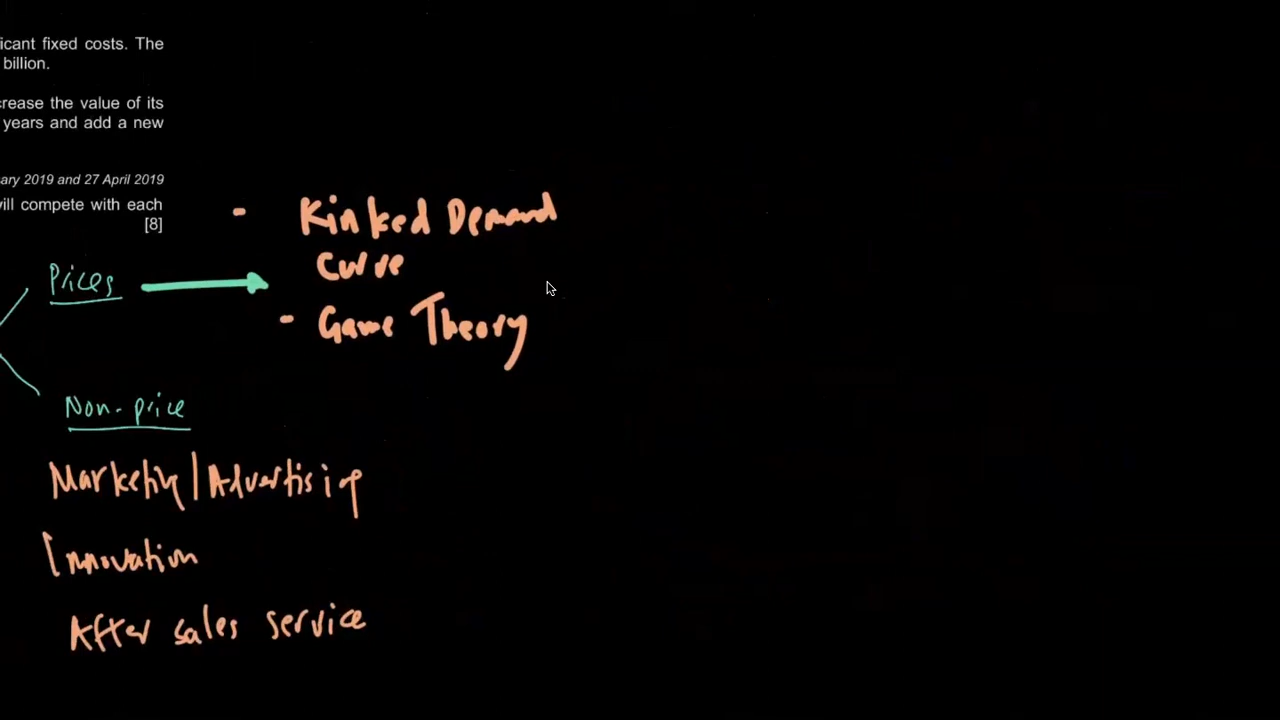 icant fixed costs. The
billion.
crease the value of its
years and add a new
ary 2019 and 27 April 2019
will compete with each
[8]
- Kinked Demand
Curve
Prices
- Game Theory
Non-price
Marketing/Advertising
Innovation
After sales service